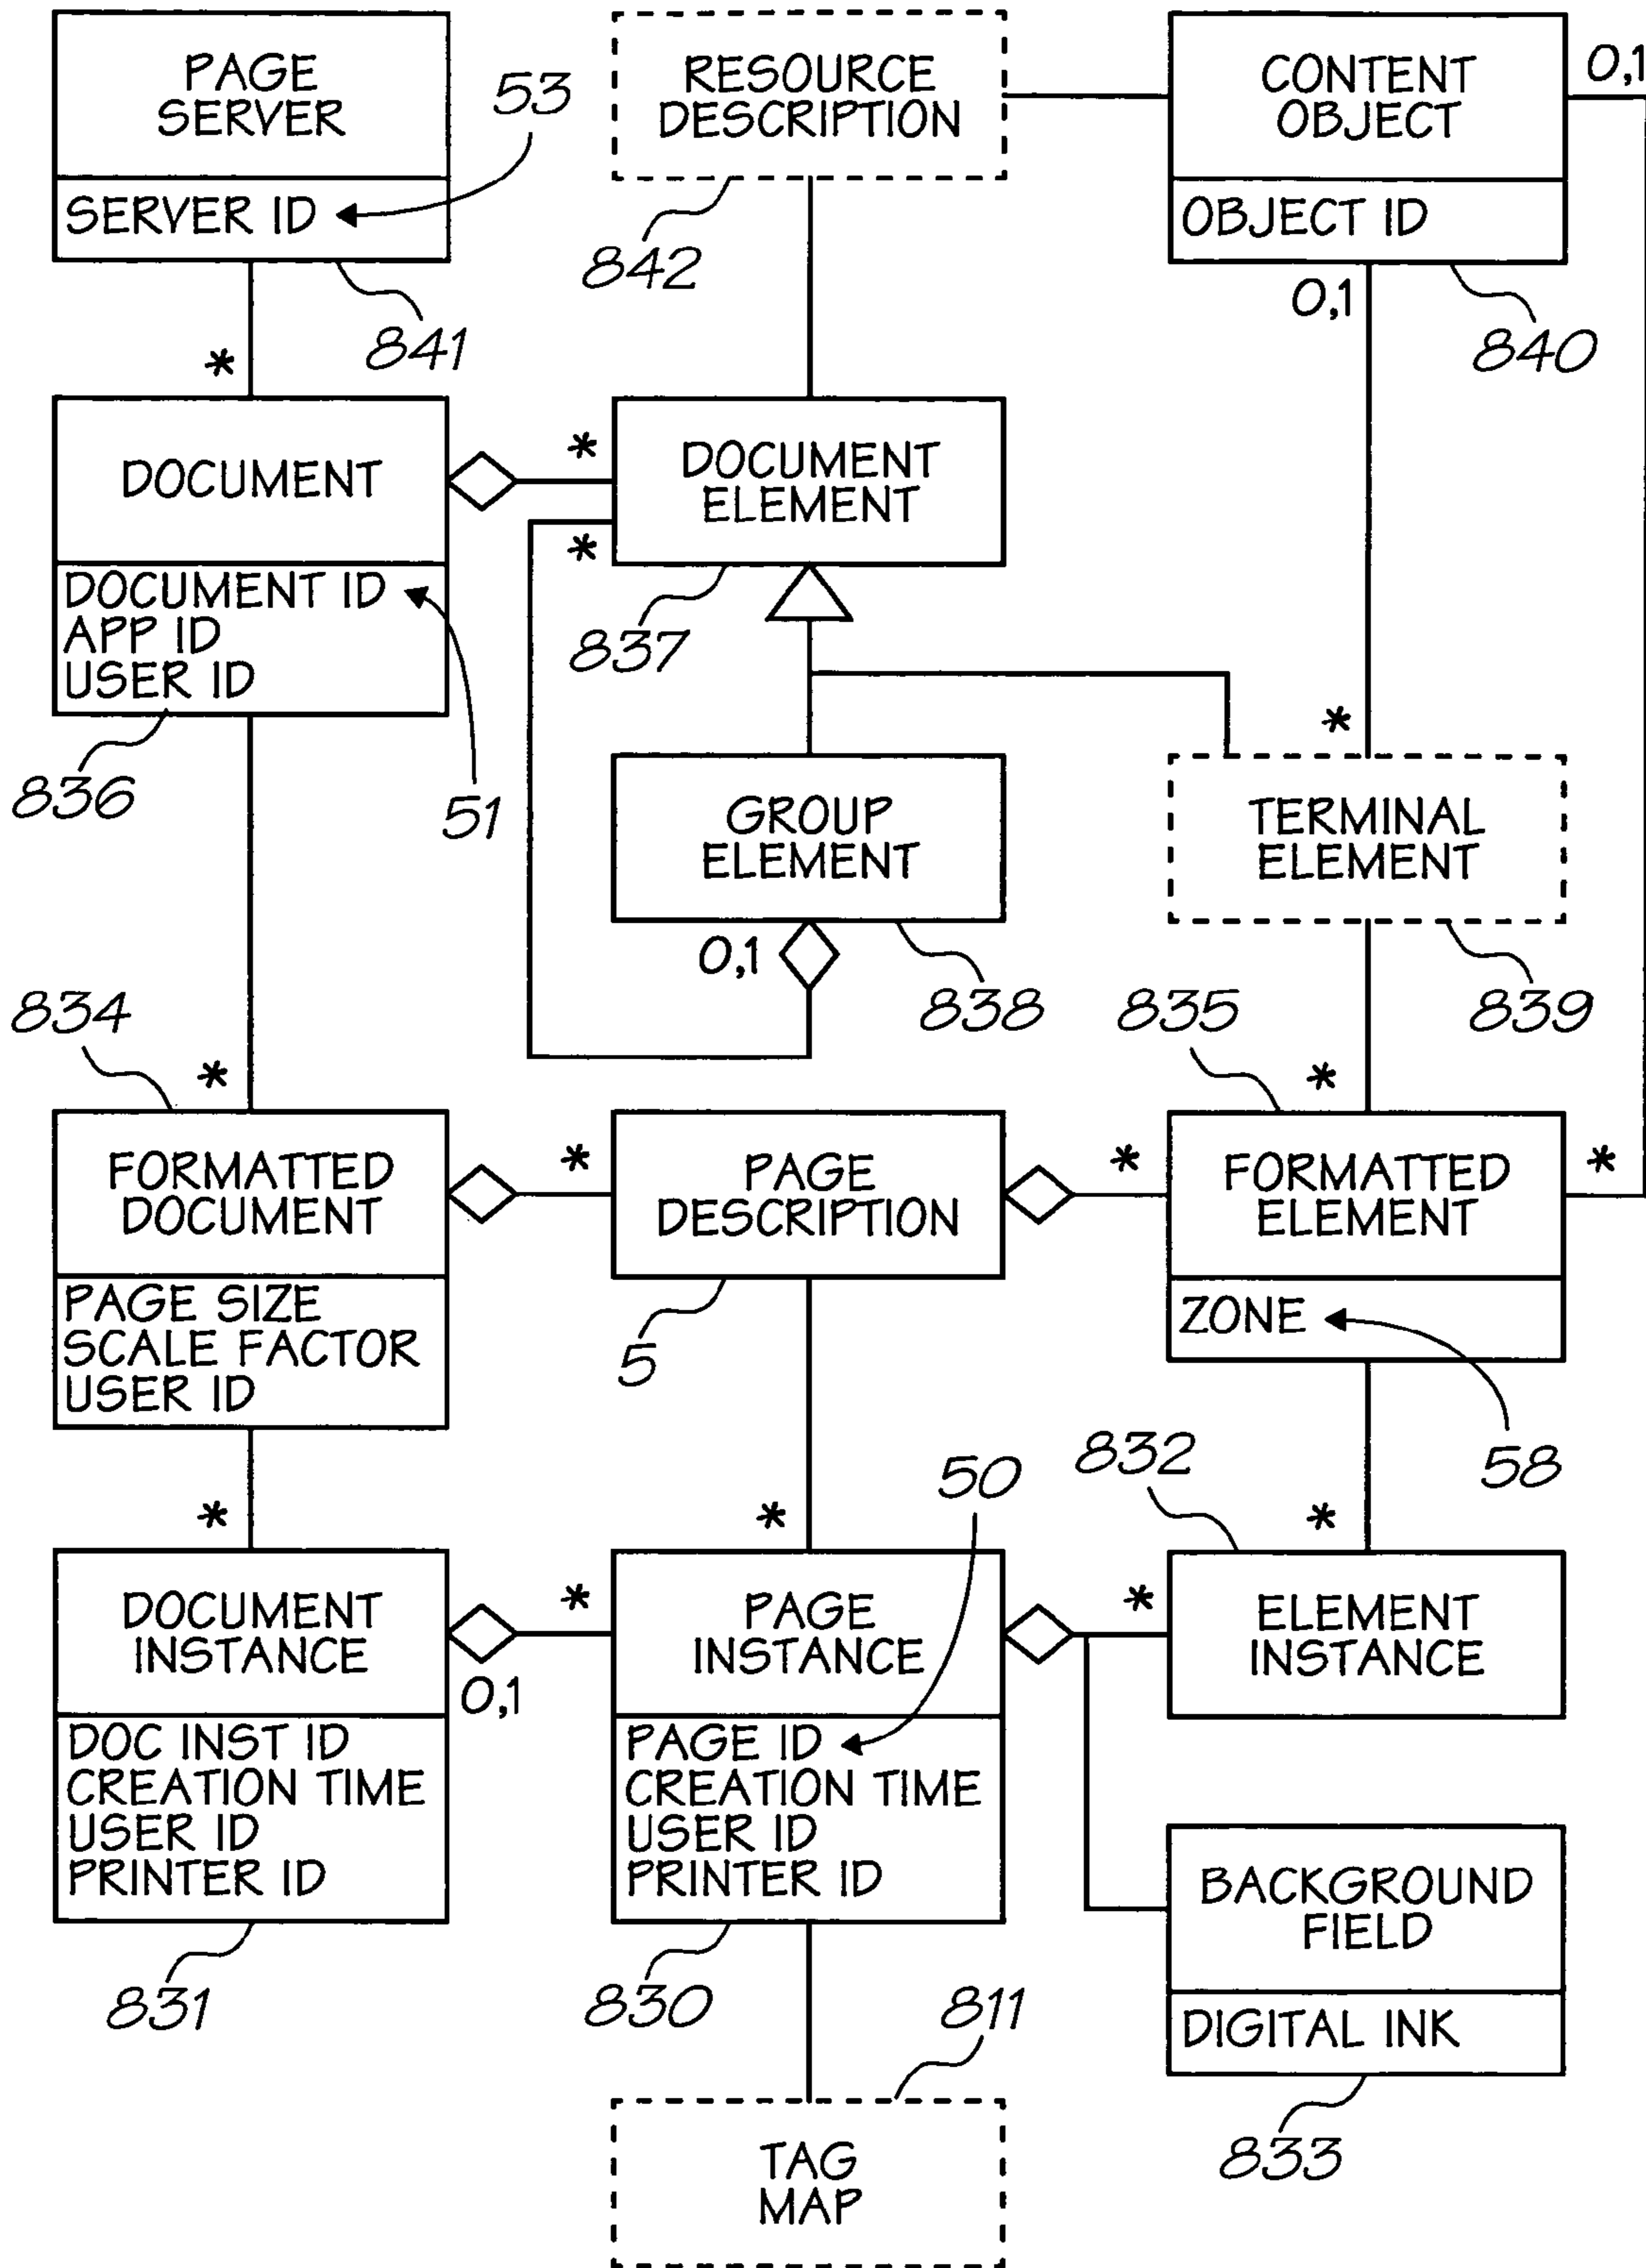 PAGE
SERVER
SERVER ID
53
841
RESOURCE
DESCRIPTION
842
CONTENT
OBJECT
OBJECT ID
0,1
0,1
840
*
DOCUMENT
DOCUMENT ID
APP ID
USER ID
836
51
*
*
DOCUMENT
ELEMENT
837
GROUP
ELEMENT
0,1
838
*
TERMINAL
ELEMENT
839
834
*
FORMATTED
DOCUMENT
PAGE SIZE
SCALE FACTOR
USER ID
*
PAGE
DESCRIPTION
5
835
*
*
FORMATTED
ELEMENT
*
ZONE
58
*
DOCUMENT
INSTANCE
DOC INST ID
CREATION TIME
USER ID
PRINTER ID
831
0,1
*
*
50
PAGE
INSTANCE
PAGE ID
CREATION TIME
USER ID
PRINTER ID
830
832
*
*
ELEMENT
INSTANCE
BACKGROUND
FIELD
DIGITAL INK
833
811
TAG
MAP